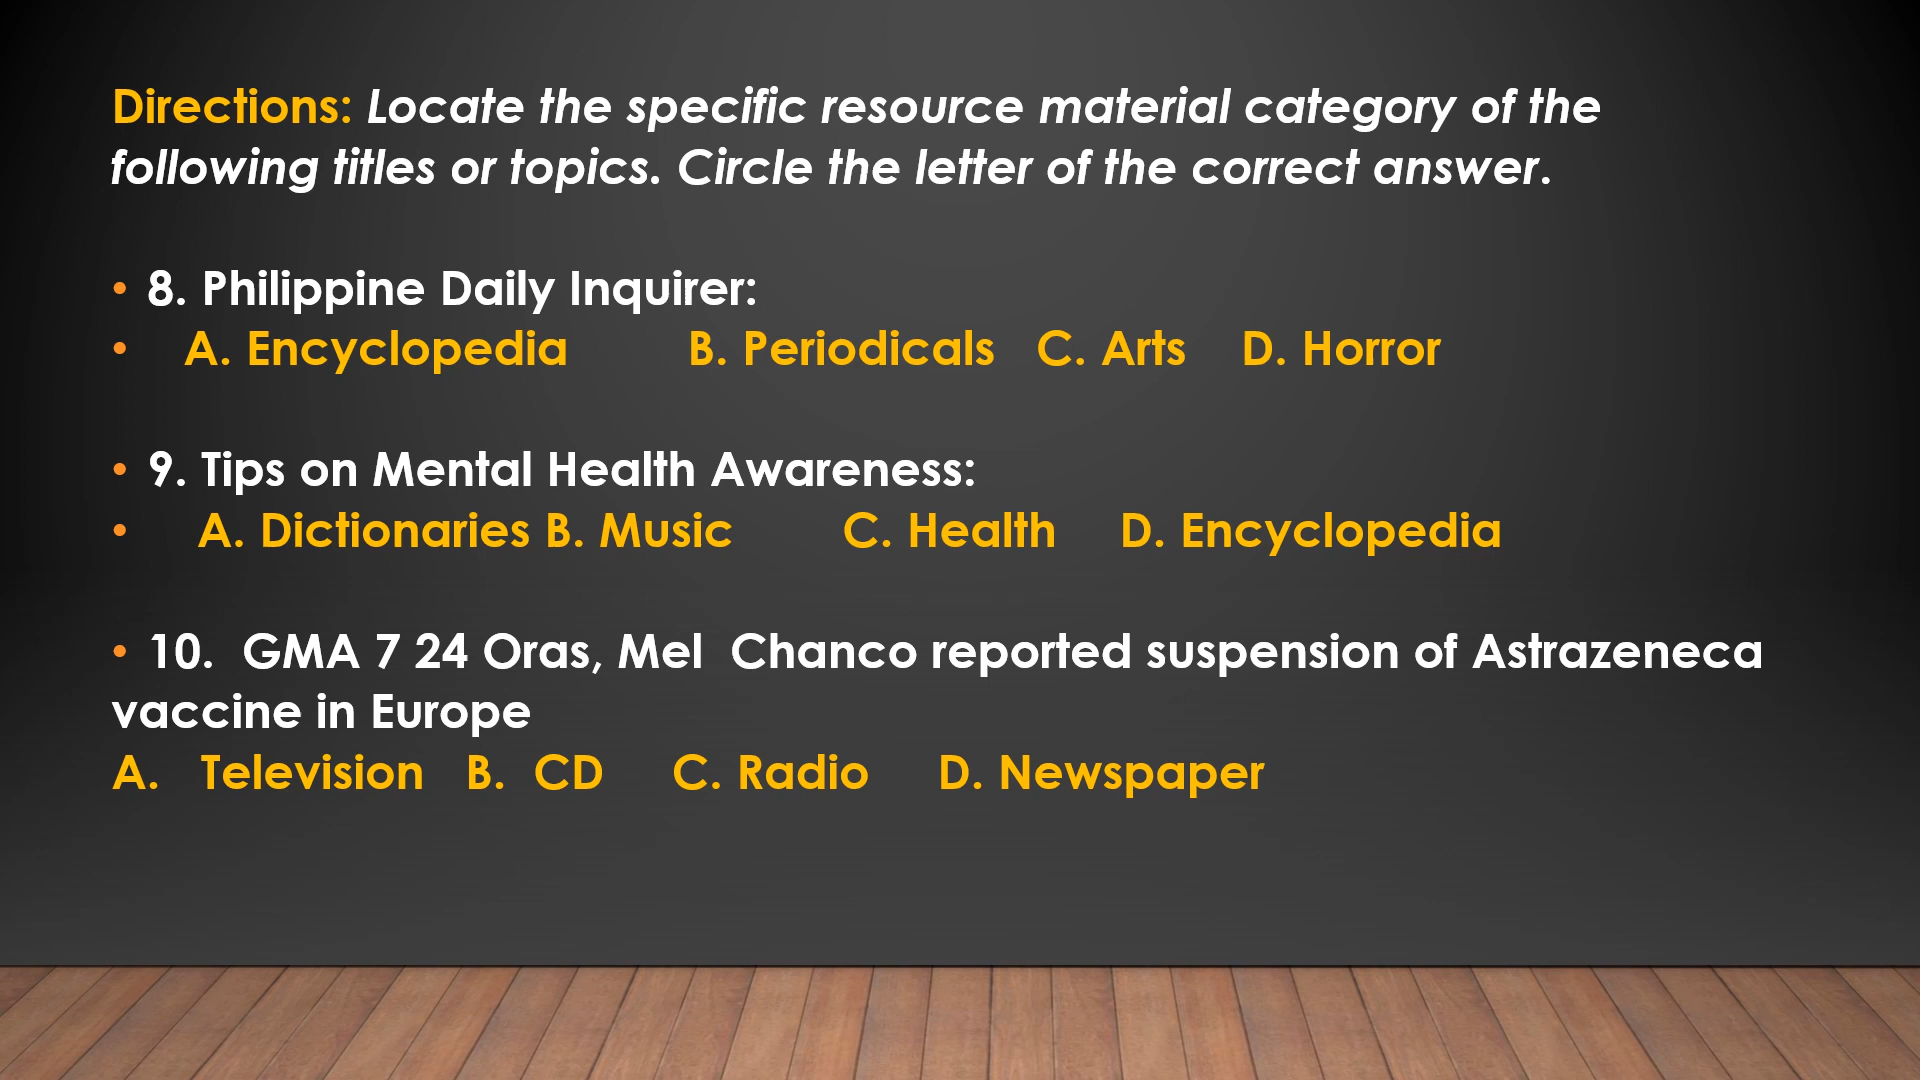 Directions: Locate the specific resource material category of the
following titles or topics. Circle the letter of the correct answer.
• 8. Philippine Daily Inquirer:
• A. Encyclopedia B. Periodicals C. Arts D. Horror
• 9. Tips on Mental Health Awareness:
• A. Dictionaries B. Music C. Health D. Encyclopedia
• 10. GMA 7 24 Oras, Mel Chanco reported suspension of Astrazeneca
vaccine in Europe
A. Television B. CD C. Radio D. Newspaper